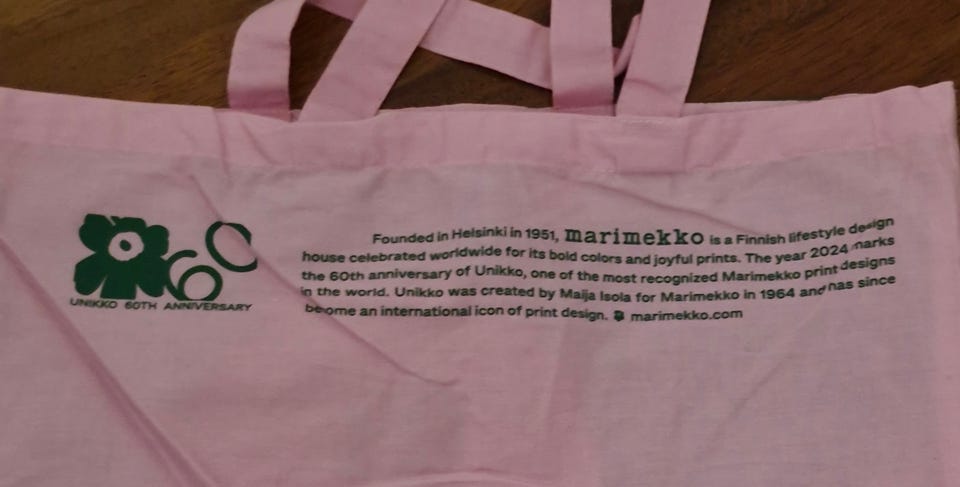 60
UNIKKO 60TH ANNIVERSARY
Founded in Helsinki in 1951, marimekko is a Finnish lifestyle design
house celebrated worldwide for its bold colors and joyful prints. The year 2024 marks
the 60th anniversary of Unikko, one of the most recognized Marimekko print designs
in the world. Unikko was created by Maija Isola for Marimekko in 1964 and has since
become an international icon of print design. marimekko.com